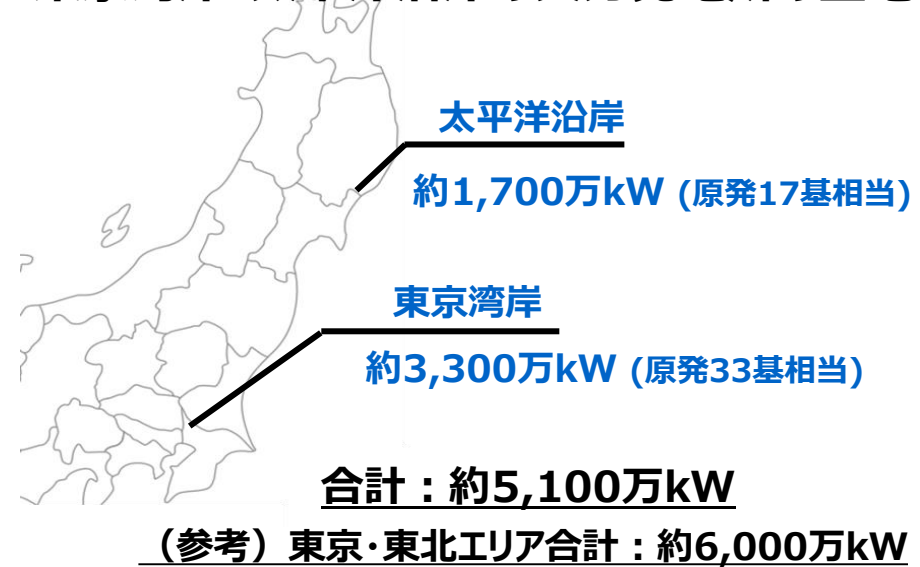 太平洋沿岸
約1,700万kW (原発17基相当)
東京湾岸
約3,300万kW (原発33基相当)
合計：約5,100万kW
（参考）東京･東北エリア合計：約6,000万kW